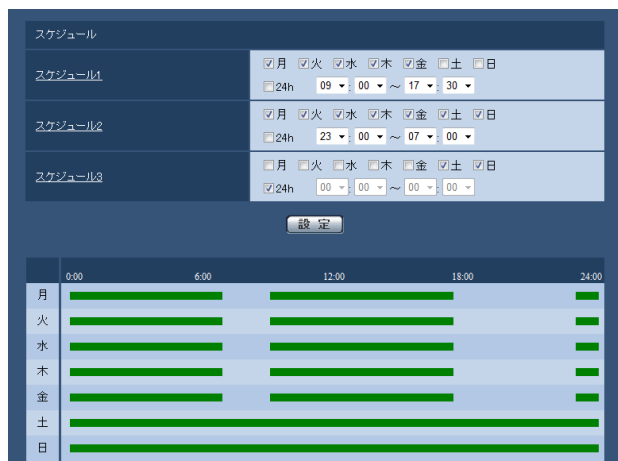 スケジュール
スケジュール1
月 火 水 木 金 土 日
24h 09 : 00 ~ 17 : 30
スケジュール2
月 火 水 木 金 土 日
24h 23 : 00 ~ 07 : 00
スケジュール3
月 火 水 木 金 土 日
24h 00 : 00 ~ 00 : 00
設定
0:00 6:00 12:00 18:00 24:00
月
火
水
木
金
土
日